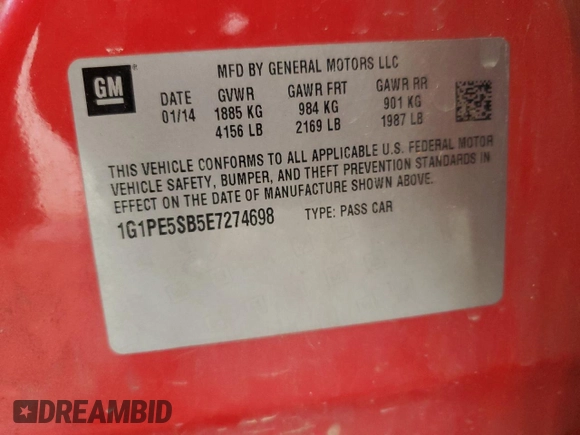 GM
MFD BY GENERAL MOTORS LLC
DATE GVWR GAWR FRT GAWR RR
01/14 1885 KG 984 KG 901 KG
4156 LB 2169 LB 1987 LB
THIS VEHICLE CONFORMS TO ALL APPLICABLE U.S. FEDERAL MOTOR
VEHICLE SAFETY, BUMPER, AND THEFT PREVENTION STANDARDS IN
EFFECT ON THE DATE OF MANUFACTURE SHOWN ABOVE.
1G1PE5SB5E7274698 TYPE: PASS CAR
DREAMBID